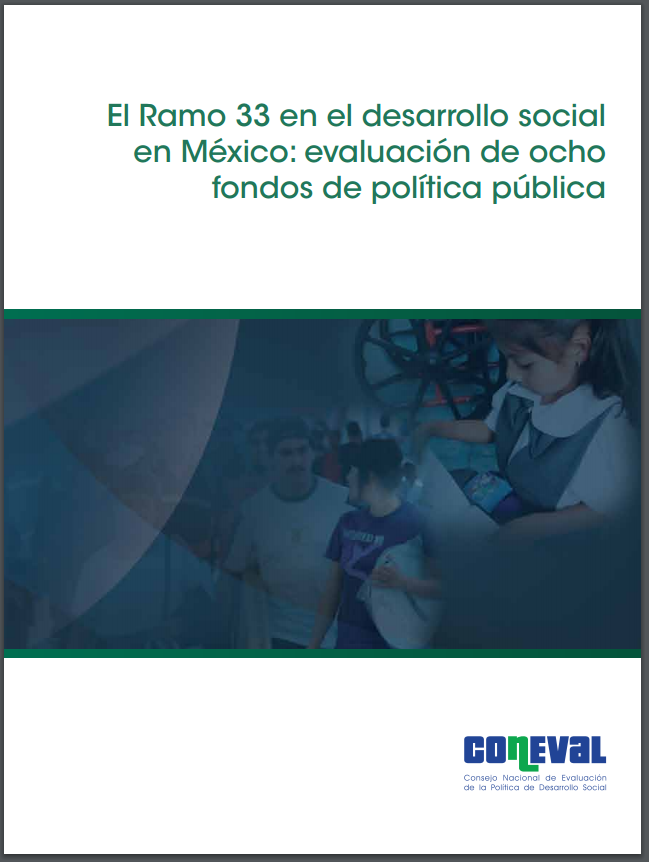 El Ramo 33 en el desarrollo social
en México: evaluación de ocho
fondos de política pública
conEval
Consejo Nacional de Evaluación
de la Política de Desarrollo Social